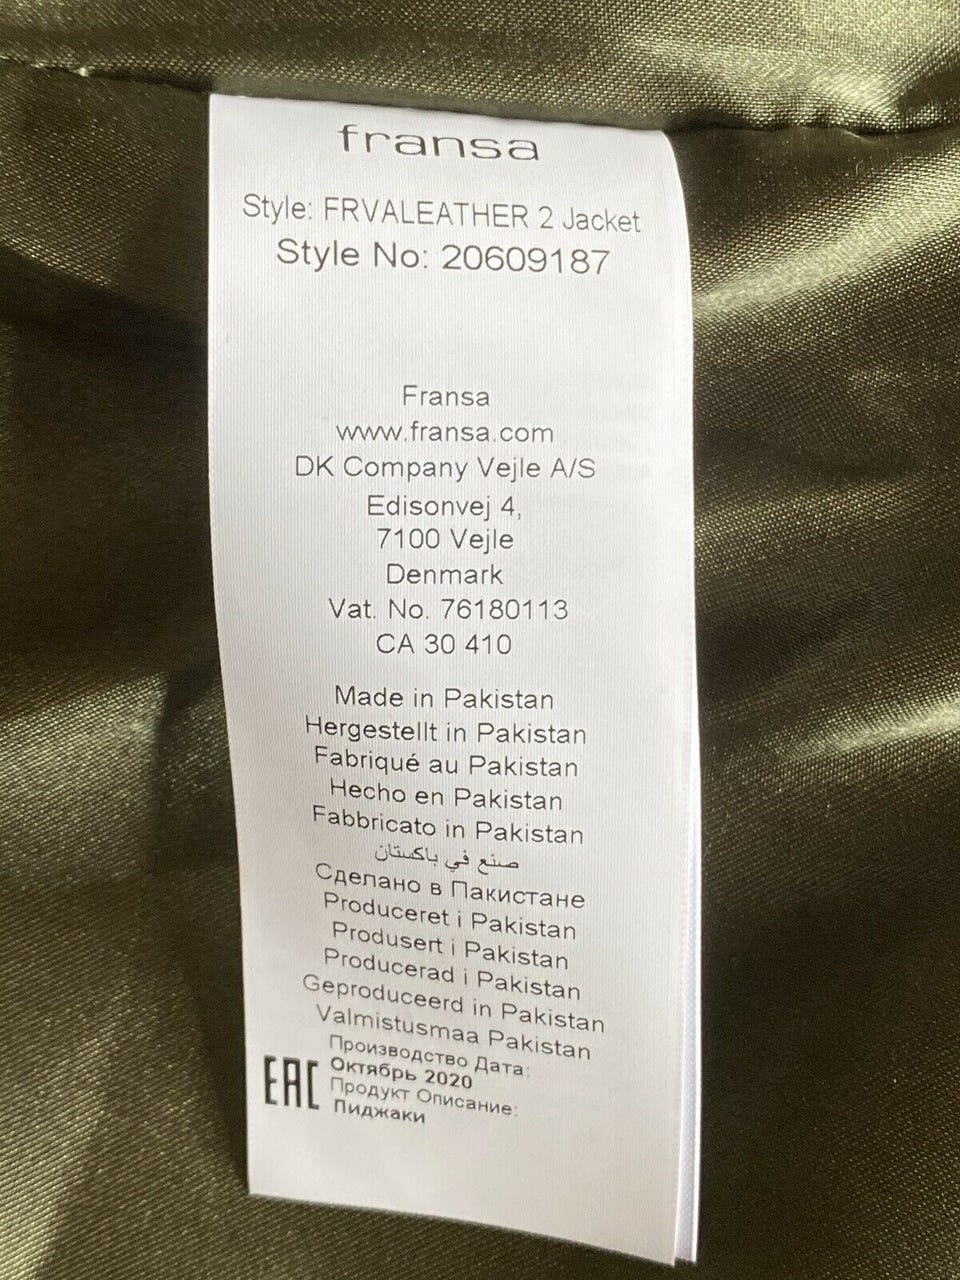 fransa
Style: FRVALEATHER 2 Jacket
Style No: 20609187
Fransa
www.fransa.com
DK Company Vejle A/S
Edisonvej 4,
7100 Vejle
Denmark
Vat. No. 76180113
CA 30 410
Made in Pakistan
Hergestellt in Pakistan
Fabriqué au Pakistan
Hecho en Pakistan
Fabbricato in Pakistan
صنع في باكستان
Сделано в Пакистане
Produceret i Pakistan
Produsert i Pakistan
Producerad i Pakistan
Geproduceerd in Pakistan
Valmistusmaa Pakistan
Производство Дата:
Октябрь 2020
Продукт Описание:
Пиджаки
EAC